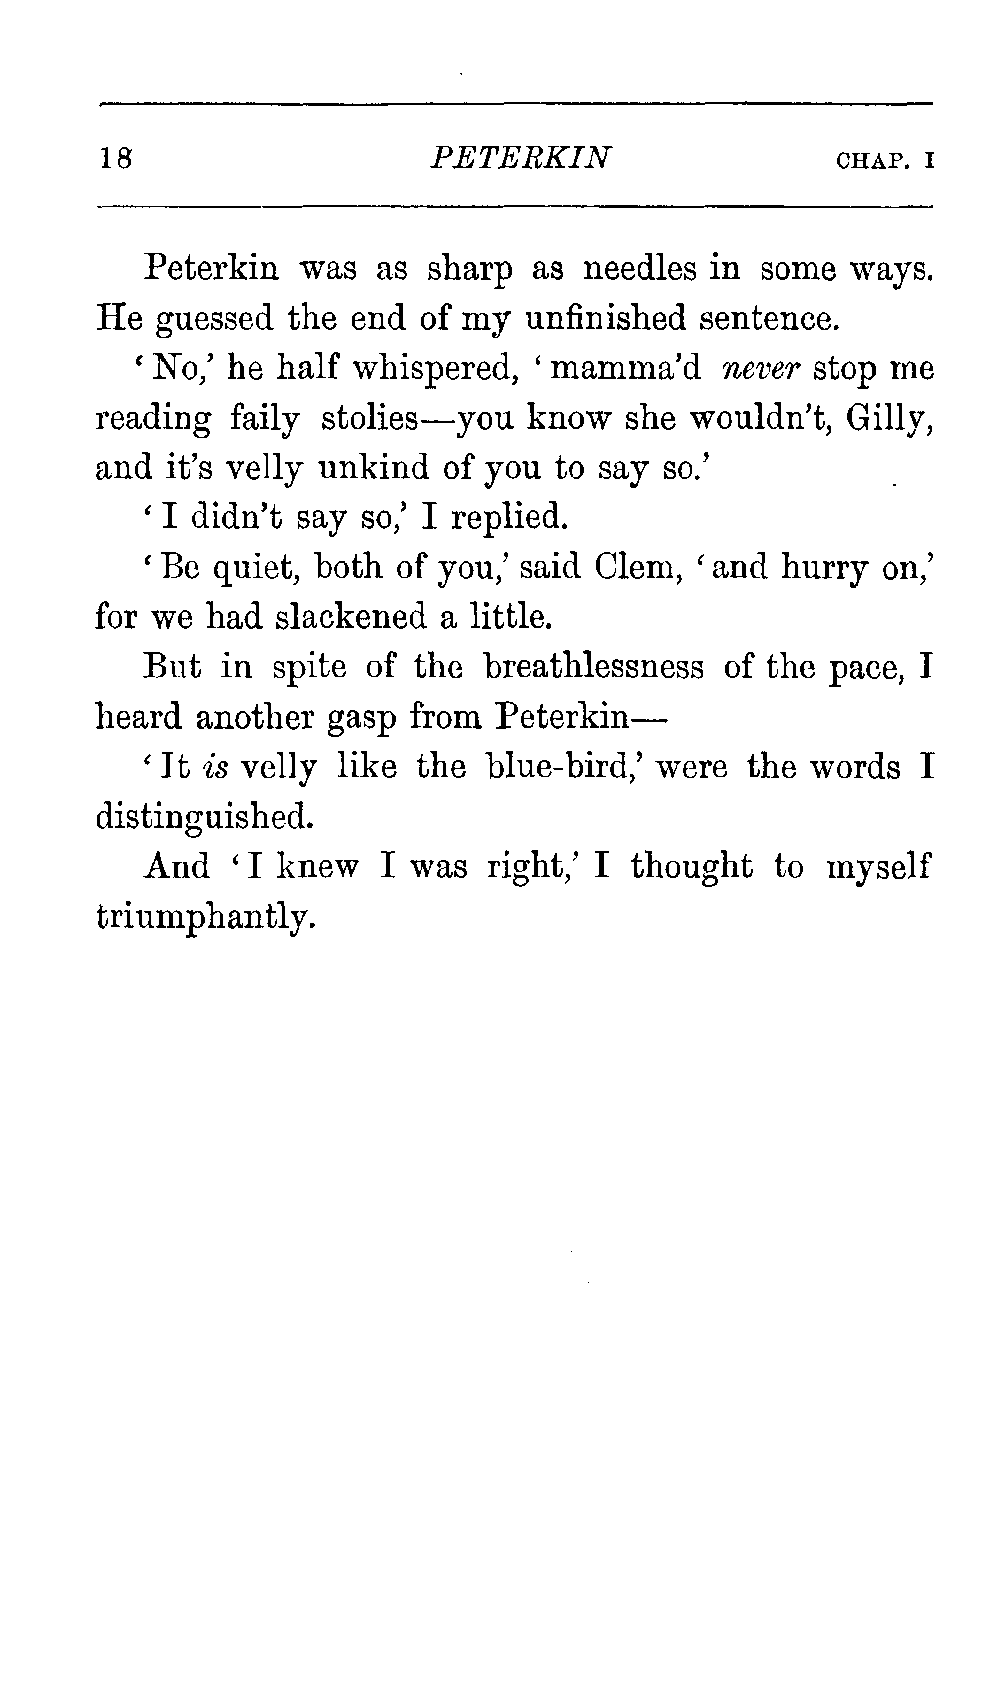 18 PETERKIN CHAP. I
Peterkin was as sharp as needles in some ways.
He guessed the end of my unfinished sentence.
‘No,’ he half whispered, ‘mamma’d never stop me
reading faily stolies—you know she wouldn’t, Gilly,
and it’s velly unkind of you to say so.’
‘I didn’t say so,’ I replied.
‘Be quiet, both of you,’ said Clem, ‘and hurry on,’
for we had slackened a little.
But in spite of the breathlessness of the pace, I
heard another gasp from Peterkin—
‘It is velly like the blue-bird,’ were the words I
distinguished.
And ‘I knew I was right,’ I thought to myself
triumphantly.